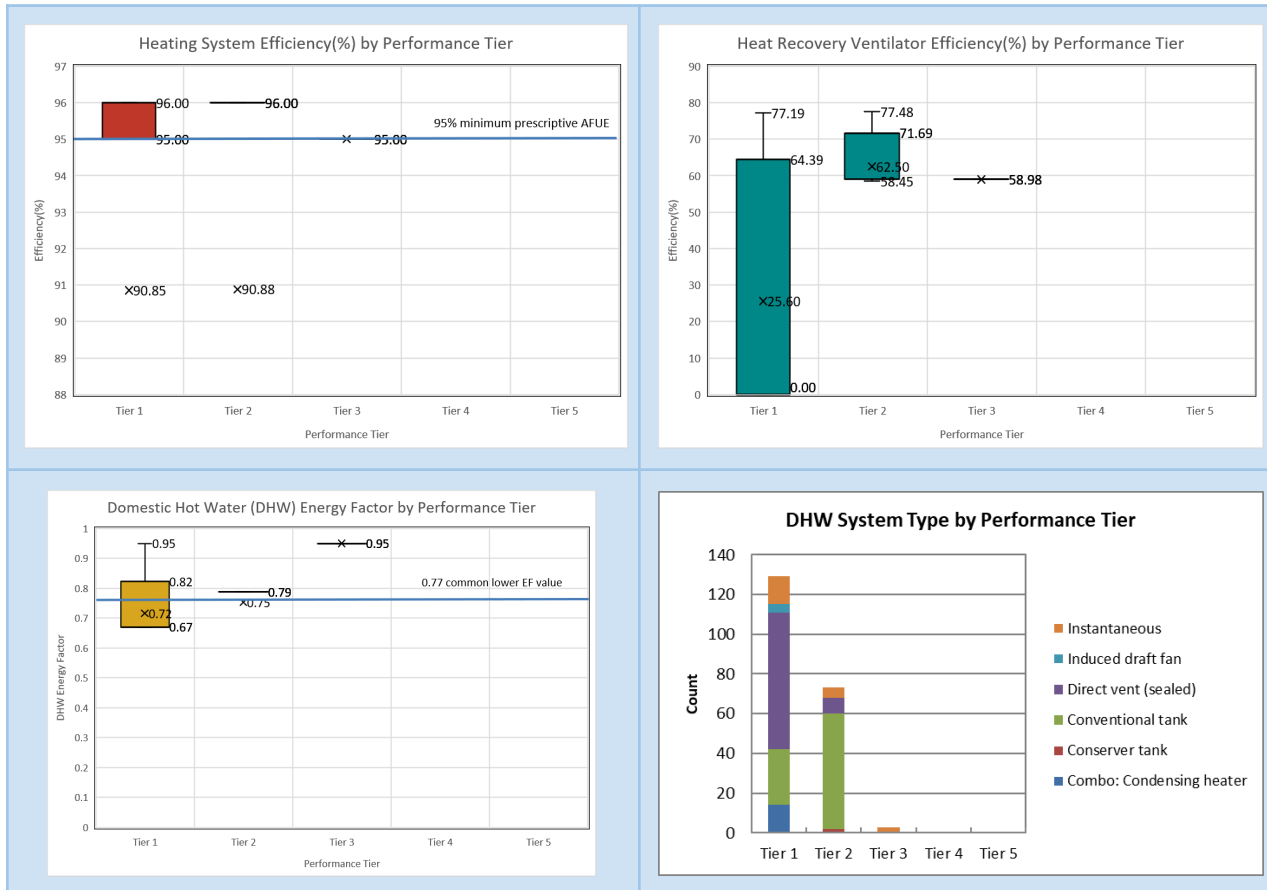 Heating System Efficiency(%) by Performance Tier
97
96
95
94
93
92
91
90
89
88
Efficiency(%)
96.00
95.00
90.85
96.00
90.88
95.00
95% minimum prescriptive AFUE
Tier 1 Tier 2 Tier 3 Tier 4 Tier 5
Performance Tier
Heat Recovery Ventilator Efficiency(%) by Performance Tier
90
80
70
60
50
40
30
20
10
0
Efficiency(%)
77.19
64.39
25.60
0.00
77.48
71.69
62.50
58.45
58.98
Tier 1 Tier 2 Tier 3 Tier 4 Tier 5
Performance Tier
Domestic Hot Water (DHW) Energy Factor by Performance Tier
1
0.9
0.8
0.7
0.6
0.5
0.4
0.3
0.2
0.1
0
DHW Energy Factor
0.95
0.82
0.72
0.67
0.79
0.75
0.95
0.77 common lower EF value
Tier 1 Tier 2 Tier 3 Tier 4 Tier 5
Performance Tier
DHW System Type by Performance Tier
140
120
100
80
60
40
20
0
Count
Tier 1 Tier 2 Tier 3 Tier 4 Tier 5
Instantaneous
Induced draft fan
Direct vent (sealed)
Conventional tank
Conserver tank
Combo: Condensing heater